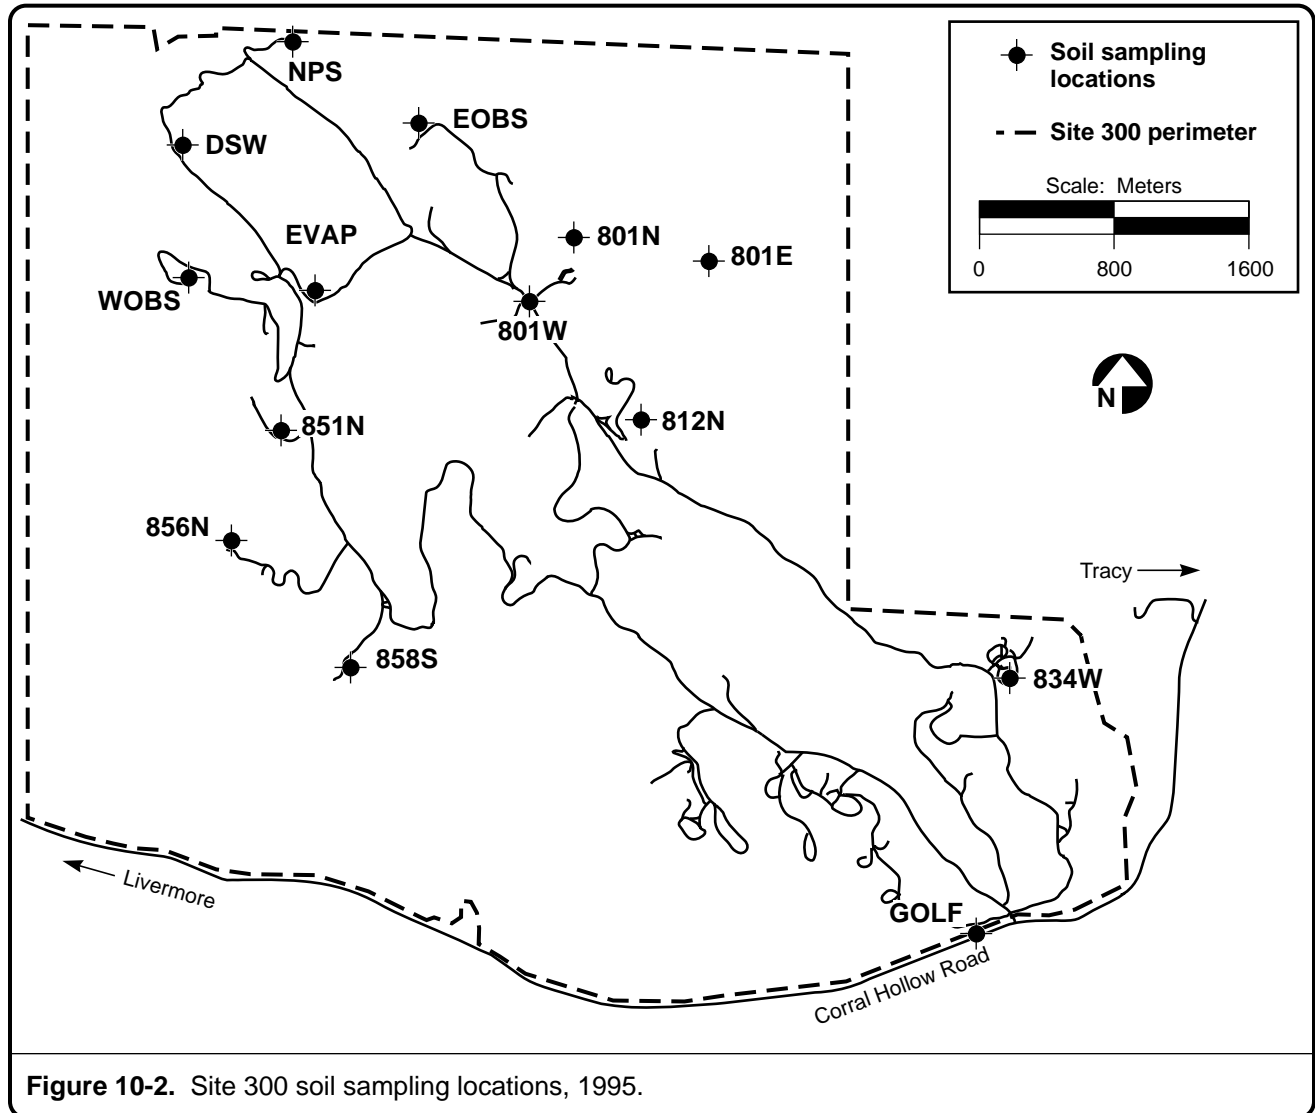 NPS
EOBS
DSW
EVAP
801N
801E
WOBS
801W
851N
812N
856N
858S
834W
GOLF
Soil sampling
locations
Site 300 perimeter
Scale: Meters
0 800 1600
N
Tracy
Livermore
Corral Hollow Road
Figure 10-2. Site 300 soil sampling locations, 1995.